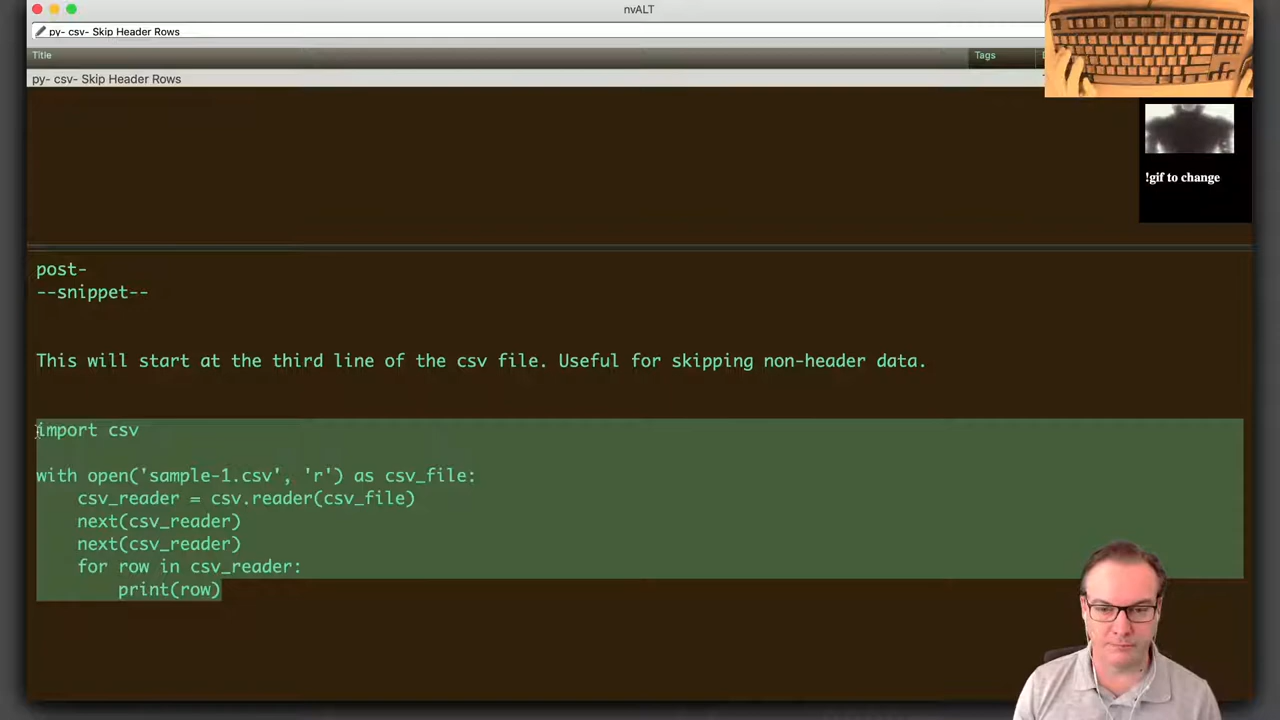 nvALT
py- csv- Skip Header Rows
Title
Tags
py- csv- Skip Header Rows
!gif to change
post-
--snippet--
This will start at the third line of the csv file. Useful for skipping non-header data.
import csv
with open('sample-1.csv', 'r') as csv_file:
    csv_reader = csv.reader(csv_file)
    next(csv_reader)
    next(csv_reader)
    for row in csv_reader:
        print(row)